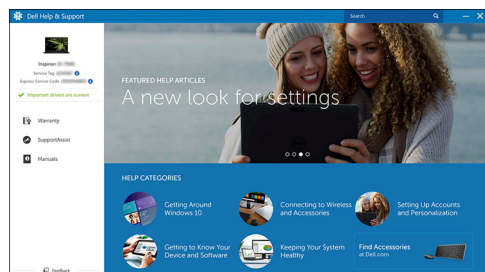 Dell Help & Support
Search
Inspiron
Service Tag
Express Service Code
Important drivers are current
Warranty
SupportAssist
Manuals
Feedback
FEATURED HELP ARTICLES
A new look for settings
HELP CATEGORIES
Getting Around
Windows 10
Connecting to Wireless
and Accessories
Setting Up Accounts
and Personalization
Getting to Know Your
Device and Software
Keeping Your System
Healthy
Find Accessories
at Dell.com